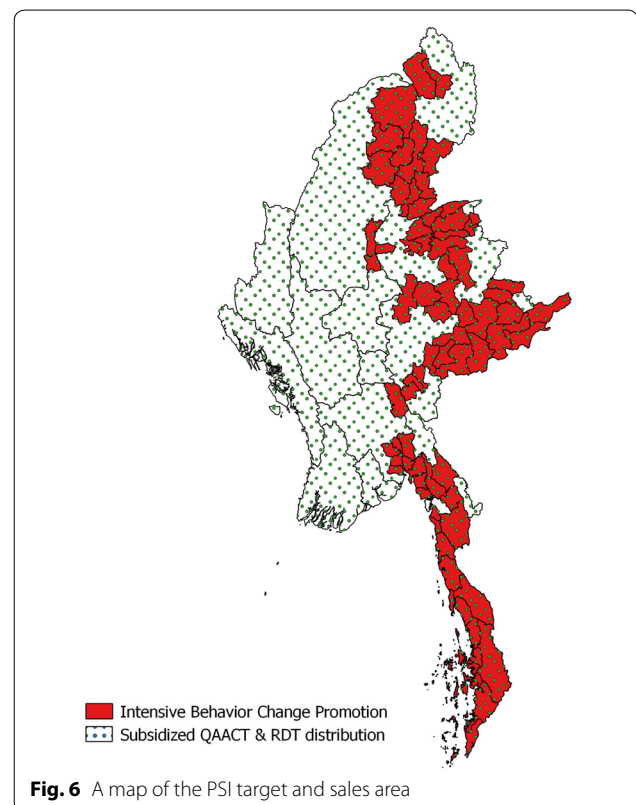 Intensive Behavior Change Promotion
Subsidized QAACT & RDT distribution
Fig. 6 A map of the PSI target and sales area